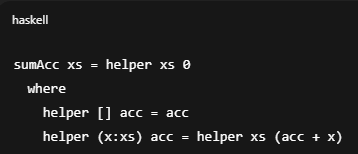 haskell
sumAcc xs = helper xs 0
  where
    helper [] acc = acc
    helper (x:xs) acc = helper xs (acc + x)